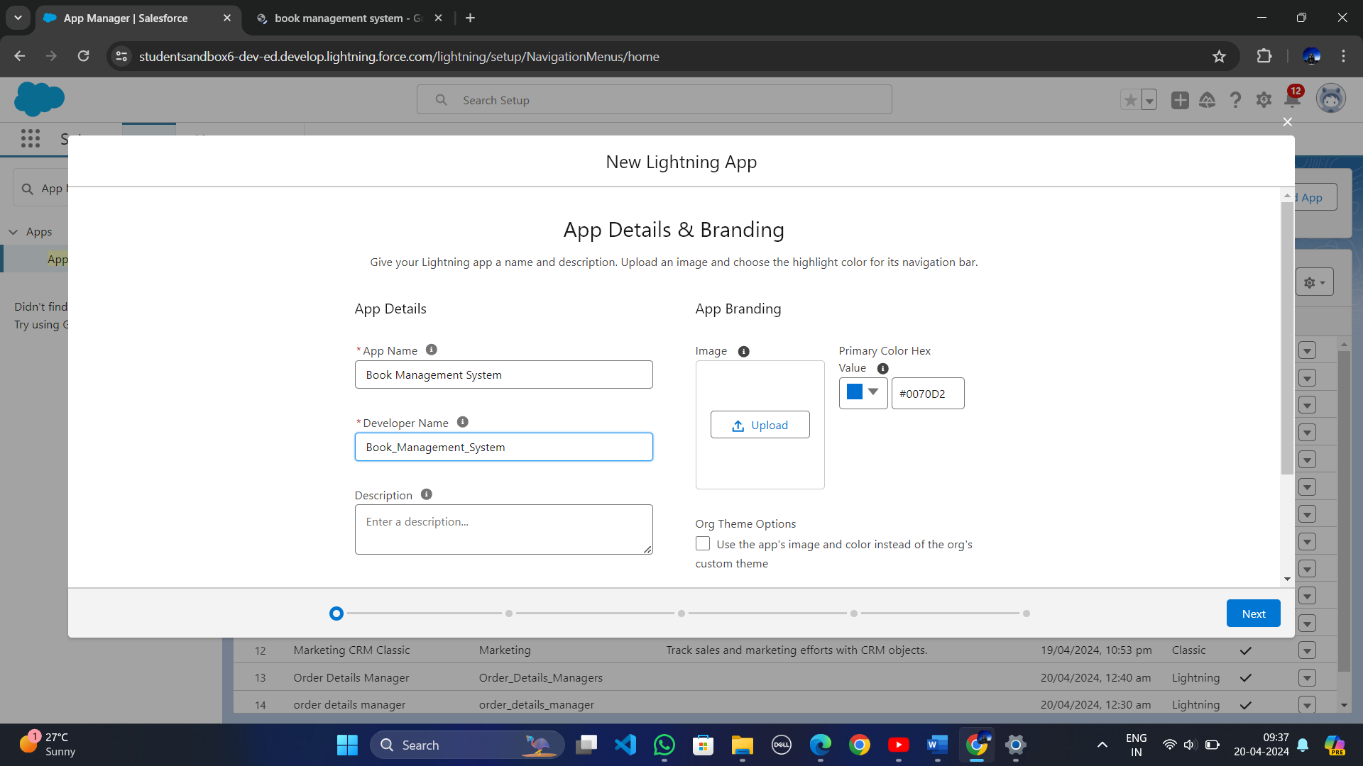 App Manager | Salesforce
book management system - G
studentsandbox6-dev-ed.develop.lightning.force.com/lightning/setup/NavigationMenus/home
Search Setup
12
New Lightning App
App
d App
Apps
App
Didn't find
Try using G
App Details & Branding
Give your Lightning app a name and description. Upload an image and choose the highlight color for its navigation bar.
App Details
App Branding
*App Name
Book Management System
*Developer Name
Book_Management_System
Description
Enter a description...
Image
Upload
Primary Color Hex
Value
#0070D2
Org Theme Options
Use the app's image and color instead of the org's
custom theme
Next
12 Marketing CRM Classic Marketing Track sales and marketing efforts with CRM objects. 19/04/2024, 10:53 pm Classic
13 Order Details Manager Order_Details_Managers 20/04/2024, 12:40 am Lightning
14 order details manager order_details_manager 20/04/2024, 12:30 am Lightning
1
27°C
Sunny
Search
DELL
ENG
IN
09:37
20-04-2024
PRE